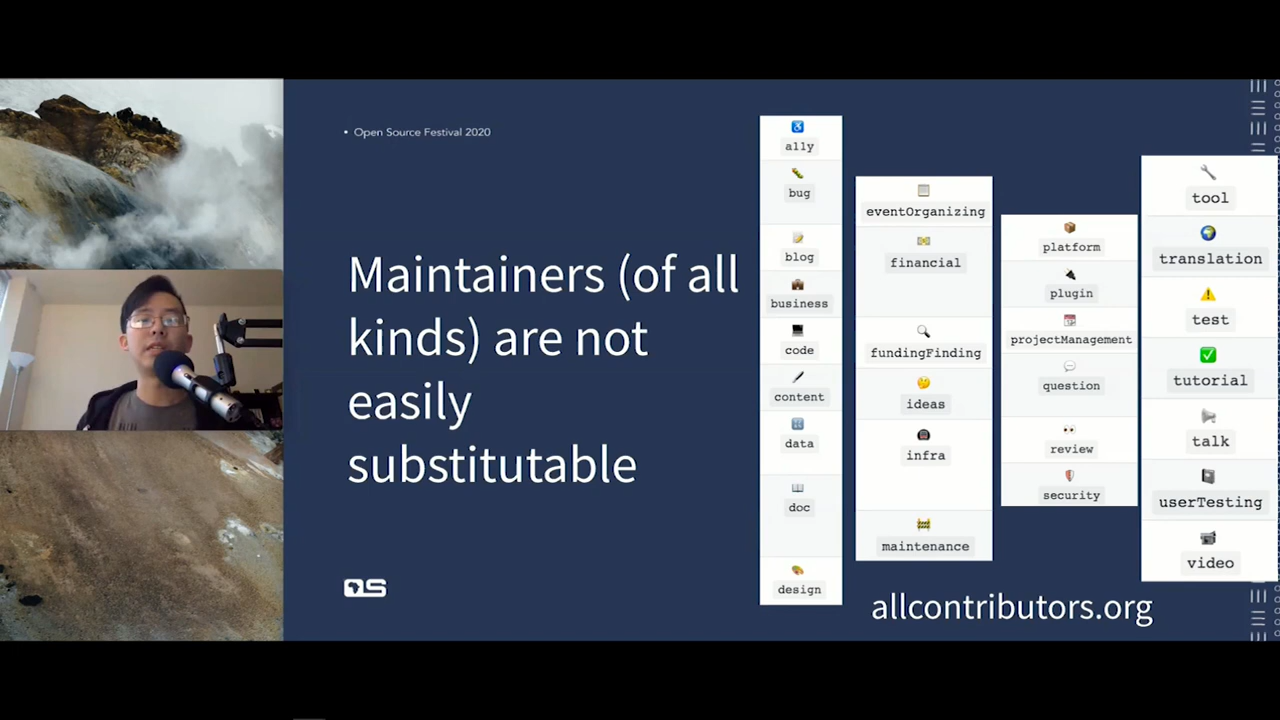 • Open Source Festival 2020
Maintainers (of all
kinds) are not
easily
substitutable
a11y
bug
blog
business
code
content
data
doc
design
eventOrganizing
financial
fundingFinding
ideas
infra
maintenance
platform
plugin
projectManagement
question
review
security
tool
translation
test
tutorial
talk
userTesting
video
allcontributors.org